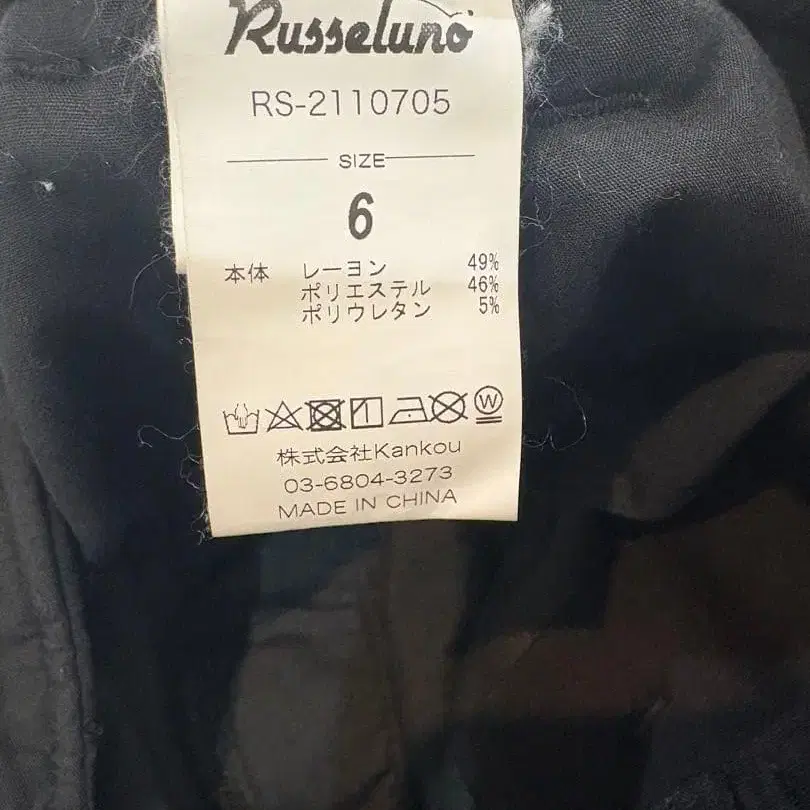 Russeluno
RS-2110705
SIZE
6
本体 レーヨン 49%
ポリエステル 46%
ポリウレタン 5%
W
株式会社Kankou
03-6804-3273
MADE IN CHINA